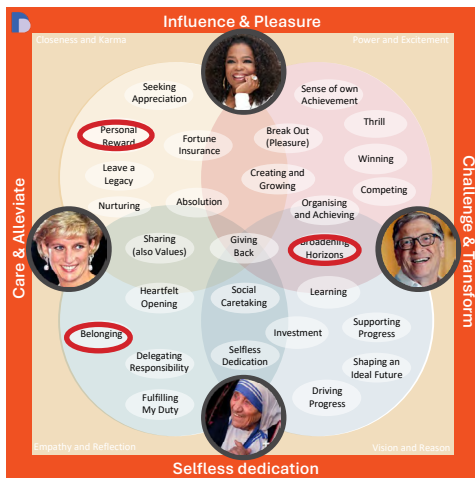 Influence & Pleasure
Closeness and Karma
Power and Excitement
Seeking
Appreciation
Sense of own
Achievement
Personal
Reward
Fortune
Insurance
Break Out
(Pleasure)
Thrill
Winning
Leave a
Legacy
Creating and
Growing
Competing
Nurturing
Absolution
Organising
and Achieving
Care & Alleviate
Challenge & Transform
Sharing
(also Values)
Giving
Back
Broadening
Horizons
Heartfelt
Opening
Social
Caretaking
Learning
Belonging
Investment
Supporting
Progress
Delegating
Responsibility
Selfless
Dedication
Shaping an
Ideal Future
Fulfilling
My Duty
Driving
Progress
Empathy and Reflection
Vision and Reason
Selfless dedication